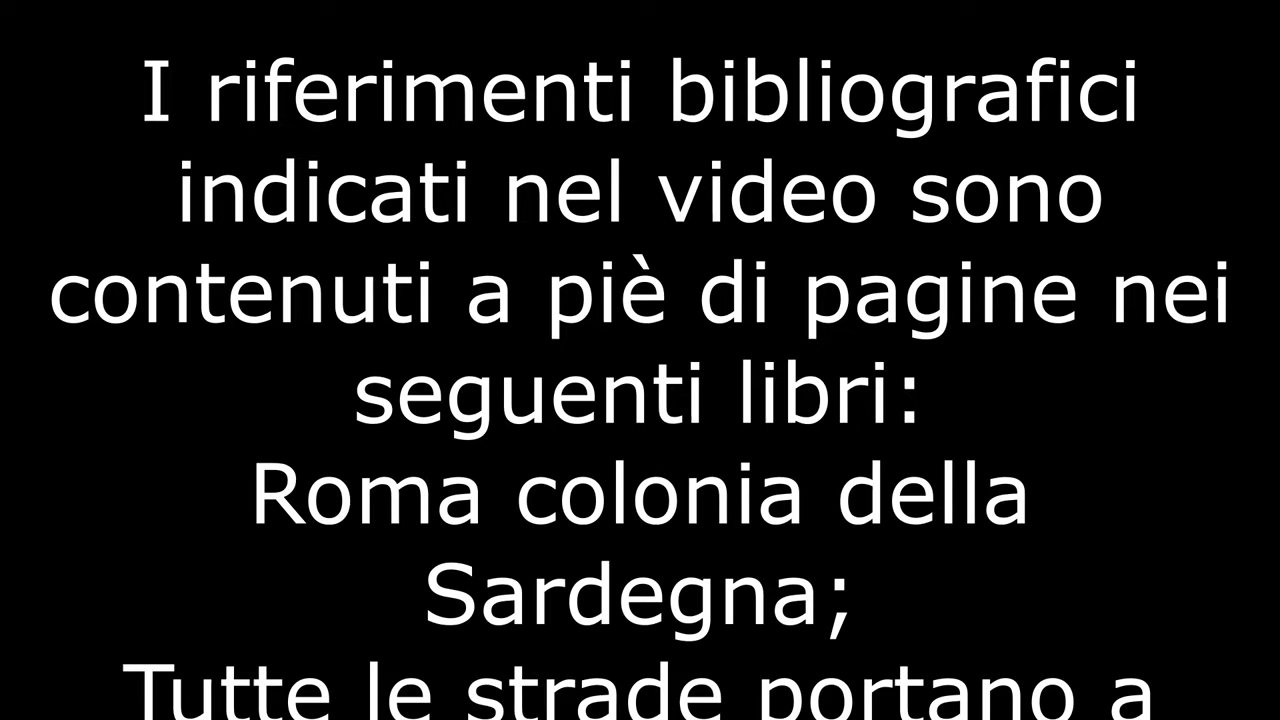 I riferimenti bibliografici
indicati nel video sono
contenuti a piè di pagine nei
seguenti libri:
Roma colonia della
Sardegna;
Tutte le strade portano a